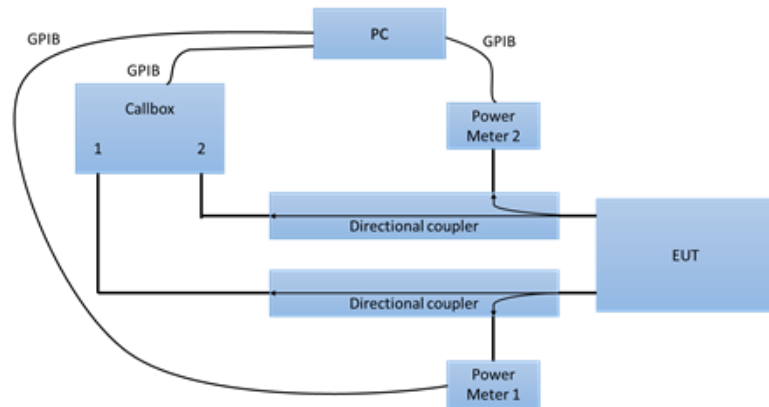 GPIB
PC
GPIB
GPIB
Callbox
1
2
Power
Meter 2
Directional coupler
EUT
Directional coupler
Power
Meter 1